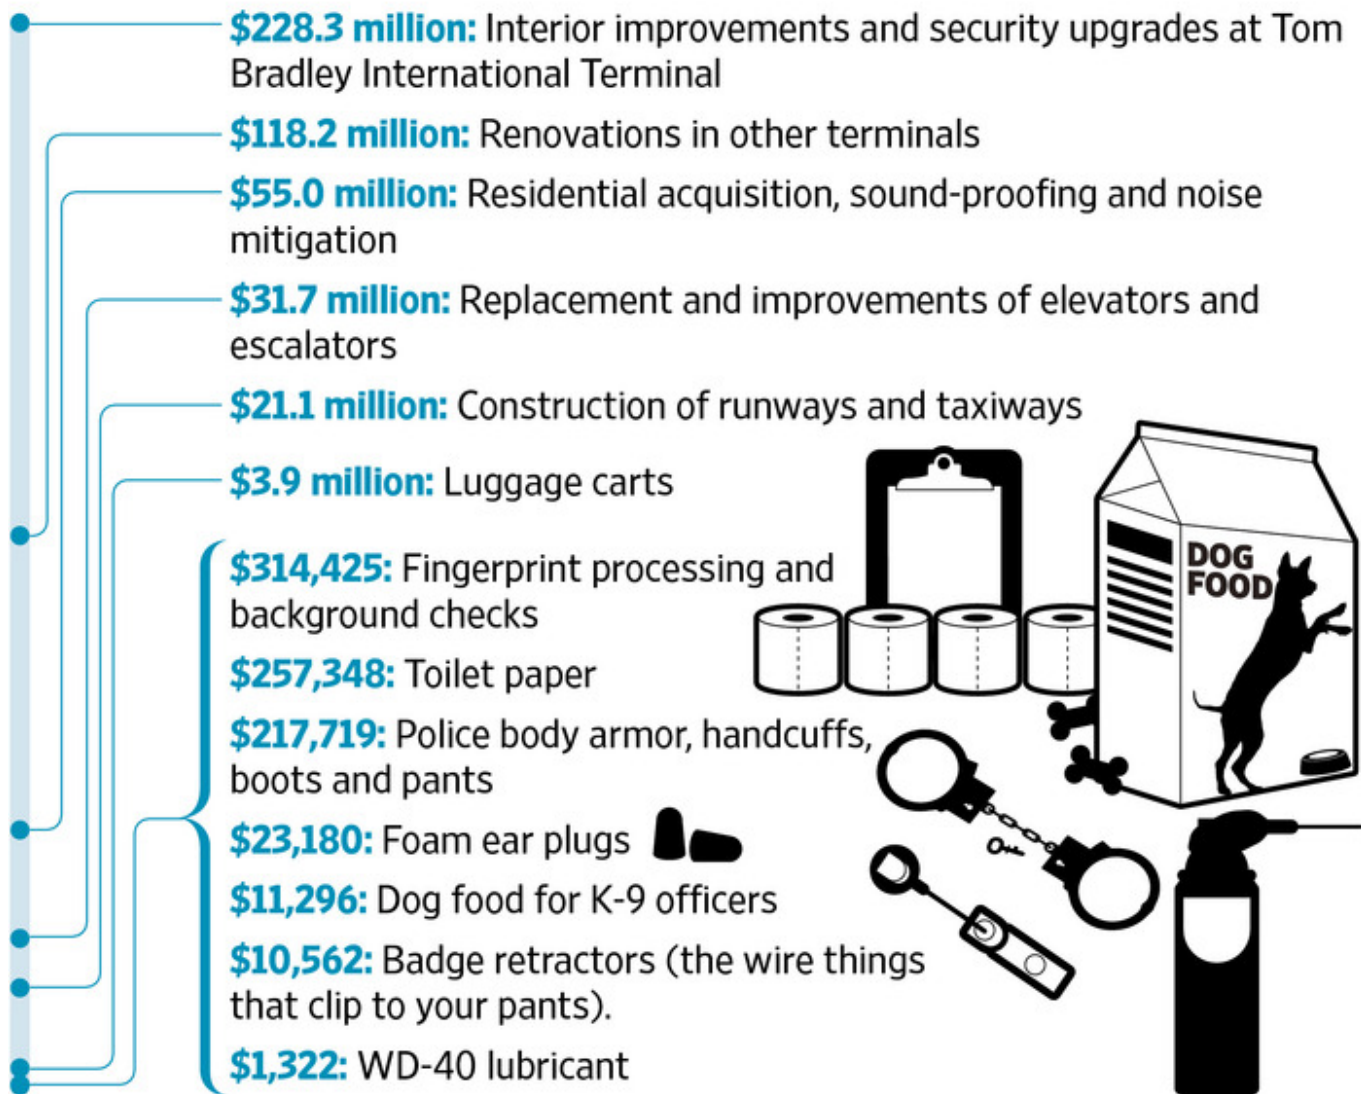 $228.3 million: Interior improvements and security upgrades at Tom
Bradley International Terminal
$118.2 million: Renovations in other terminals
$55.0 million: Residential acquisition, sound-proofing and noise
mitigation
$31.7 million: Replacement and improvements of elevators and
escalators
$21.1 million: Construction of runways and taxiways
$3.9 million: Luggage carts
$314,425: Fingerprint processing and
background checks
$257,348: Toilet paper
$217,719: Police body armor, handcuffs,
boots and pants
$23,180: Foam ear plugs
$11,296: Dog food for K-9 officers
$10,562: Badge retractors (the wire things
that clip to your pants).
$1,322: WD-40 lubricant
DOG
FOOD